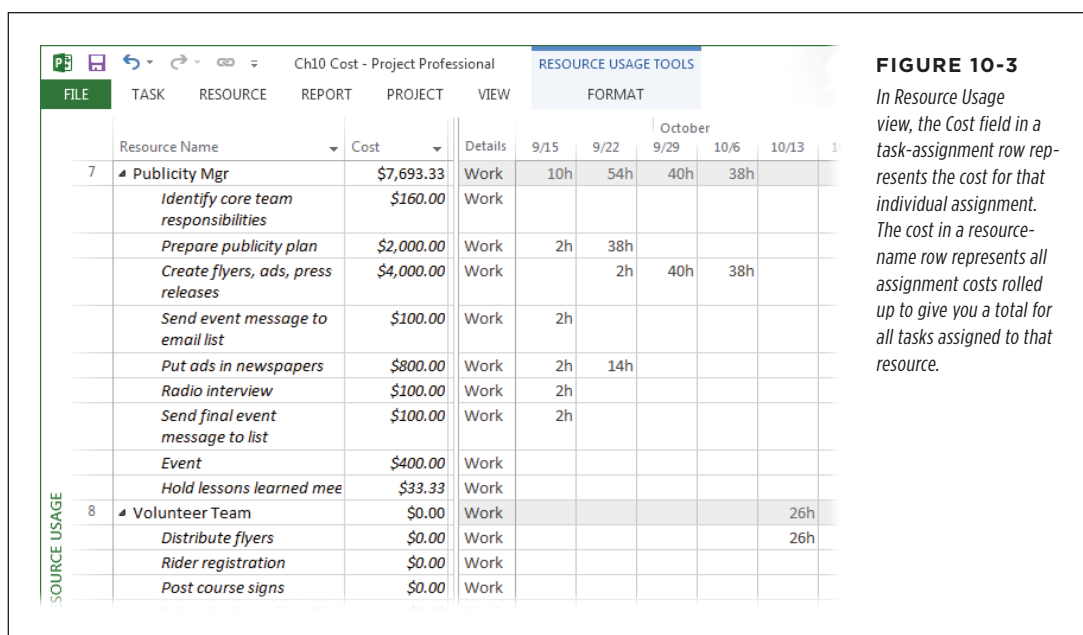 Ch10 Cost - Project Professional
RESOURCE USAGE TOOLS
FILE TASK RESOURCE REPORT PROJECT VIEW FORMAT
October
Resource Name Cost Details 9/15 9/22 9/29 10/6 10/13
7 Publicity Mgr $7,693.33 Work 10h 54h 40h 38h
Identify core team $160.00 Work
responsibilities
Prepare publicity plan $2,000.00 Work 2h 38h
Create flyers, ads, press $4,000.00 Work 2h 40h 38h
releases
Send event message to $100.00 Work 2h
email list
Put ads in newspapers $800.00 Work 2h 14h
Radio interview $100.00 Work 2h
Send final event $100.00 Work 2h
message to list
Event $400.00 Work
Hold lessons learned mee $33.33 Work
8 Volunteer Team $0.00 Work 26h
Distribute flyers $0.00 Work 26h
Rider registration $0.00 Work
Post course signs $0.00 Work
SOURCE USAGE
FIGURE 10-3
In Resource Usage
view, the Cost field in a
task-assignment row rep-
resents the cost for that
individual assignment.
The cost in a resource-
name row represents all
assignment costs rolled
up to give you a total for
all tasks assigned to that
resource.